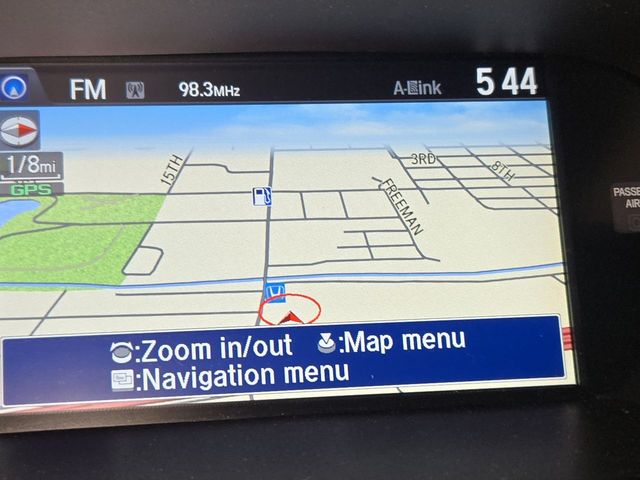 FM 98.3MHz A-Link 5 44
1/8mi
GPS
15TH
3RD
8TH
FREEMAN
:Zoom in/out :Map menu
:Navigation menu
PASSE
AIR